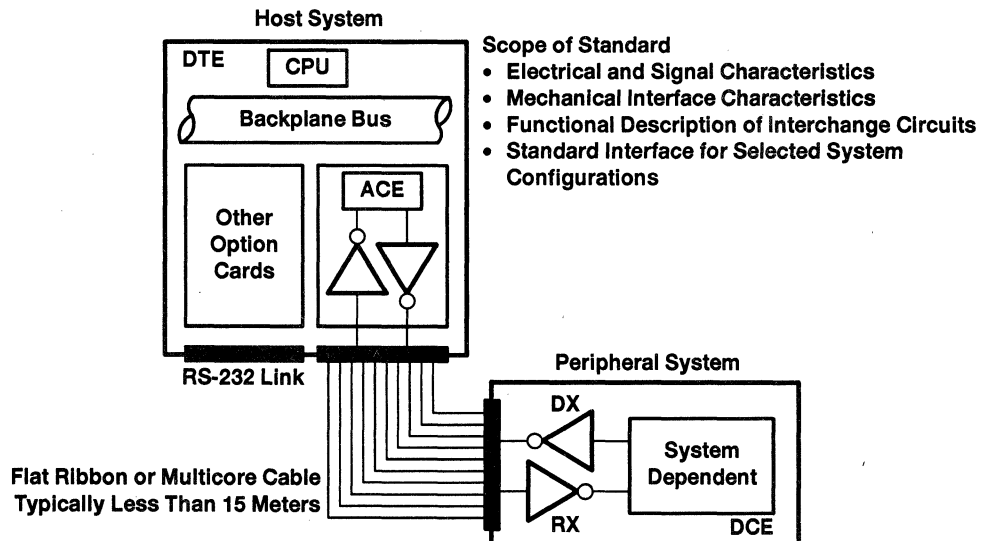 Host System
DTE
CPU
Backplane Bus
Other
Option
Cards
ACE
RS-232 Link
Scope of Standard
• Electrical and Signal Characteristics
• Mechanical Interface Characteristics
• Functional Description of Interchange Circuits
• Standard Interface for Selected System
Configurations
Peripheral System
DX
System
Dependent
RX
DCE
Flat Ribbon or Multicore Cable
Typically Less Than 15 Meters